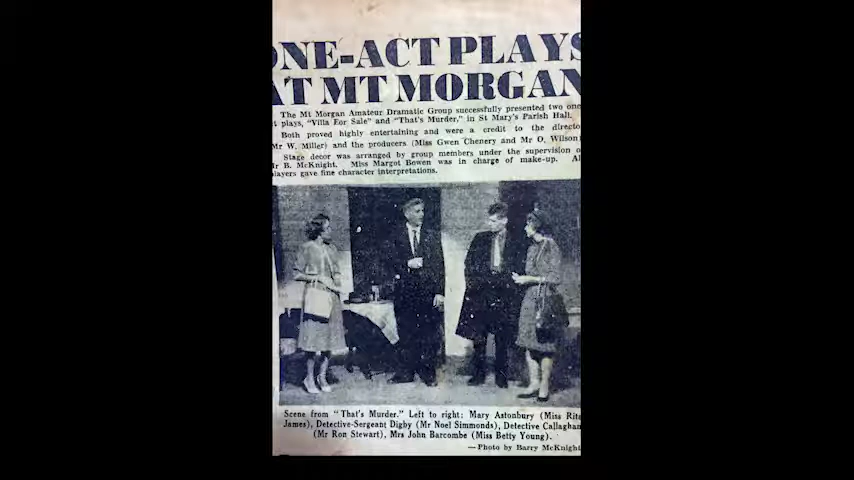 ONE-ACT PLAYS
AT MT MORGAN
The Mt Morgan Amateur Dramatic Group successfully presented two one
t plays, "Villa For Sale" and "That's Murder," in St Mary's Parish Hall.
Both proved highly entertaining and were a credit to the directo
Mr W. Miller) and the producers (Miss Gwen Chenery and Mr O. Wilson)
Stage decor was arranged by group members under the supervision o
Mr B. McKnight. Miss Margot Bowen was in charge of make-up. Al
layers gave fine character interpretations.
Scene from "That's Murder." Left to right: Mary Astonbury (Miss Rita
James), Detective-Sergeant Digby (Mr Noel Simmonds), Detective Callaghan
(Mr Ron Stewart), Mrs John Barcombe (Miss Betty Young).
—Photo by Barry McKnight